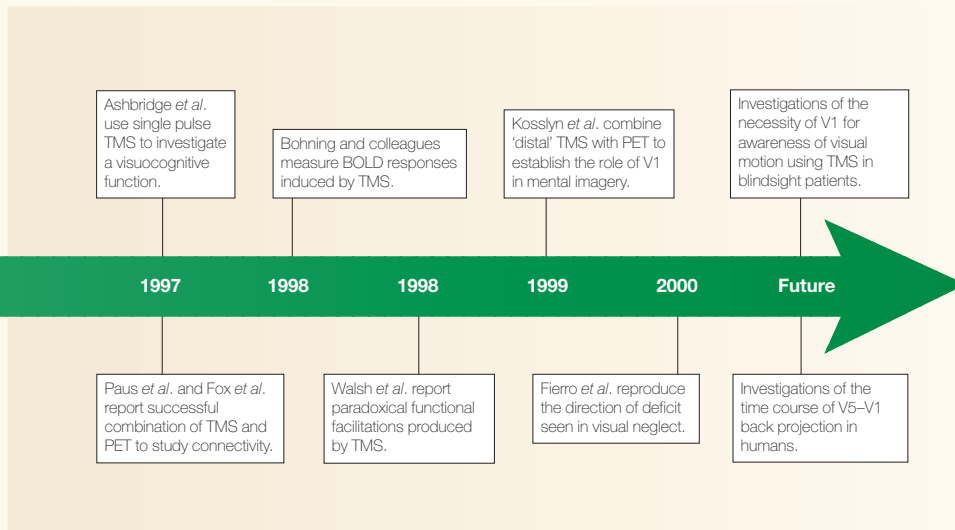 Ashbridge et al.
use single pulse
TMS to investigate
a visuocognitive
function.
Bohning and colleagues
measure BOLD responses
induced by TMS.
Kosslyn et al. combine
‘distal’ TMS with PET to
establish the role of V1
in mental imagery.
Investigations of the
necessity of V1 for
awareness of visual
motion using TMS in
blindsight patients.
1997 1998 1998 1999 2000 Future
Paus et al. and Fox et al.
report successful
combination of TMS and
PET to study connectivity.
Walsh et al. report
paradoxical functional
facilitations produced
by TMS.
Fierro et al. reproduce
the direction of deficit
seen in visual neglect.
Investigations of the
time course of V5–V1
back projection in
humans.